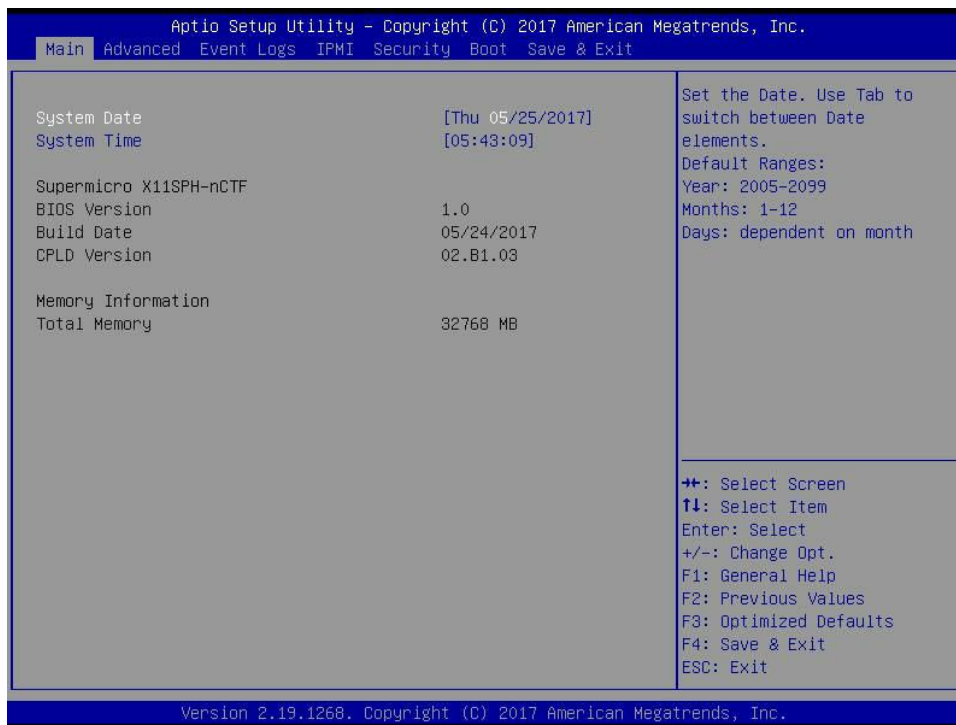 Aptio Setup Utility – Copyright (C) 2017 American Megatrends, Inc.
Main Advanced Event Logs IPMI Security Boot Save & Exit
System Date [Thu 05/25/2017]
System Time [05:43:09]
Supermicro X11SPH-nCTF
BIOS Version 1.0
Build Date 05/24/2017
CPLD Version 02.B1.03
Memory Information
Total Memory 32768 MB
Set the Date. Use Tab to
switch between Date
elements.
Default Ranges:
Year: 2005-2099
Months: 1-12
Days: dependent on month
→←: Select Screen
↑↓: Select Item
Enter: Select
+/-: Change Opt.
F1: General Help
F2: Previous Values
F3: Optimized Defaults
F4: Save & Exit
ESC: Exit
Version 2.19.1268. Copyright (C) 2017 American Megatrends, Inc.